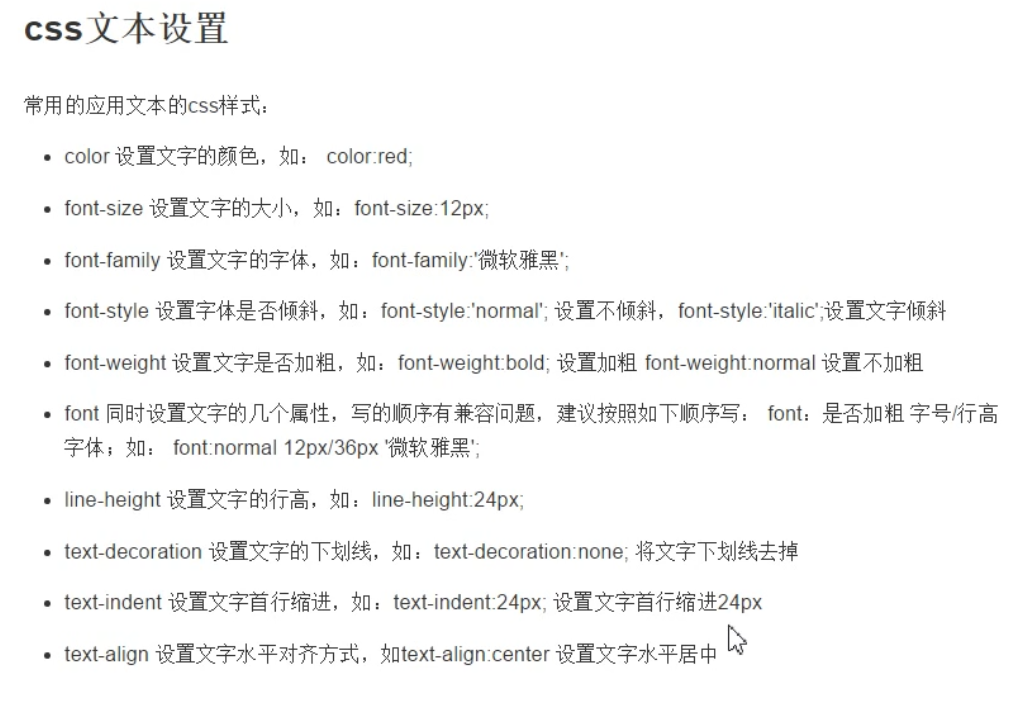 css文本设置
常用的应用文本的css样式：
• color 设置文字的颜色，如： color:red;
• font-size 设置文字的大小，如：font-size:12px;
• font-family 设置文字的字体，如：font-family:'微软雅黑';
• font-style 设置字体是否倾斜，如：font-style:'normal'; 设置不倾斜，font-style:'italic';设置文字倾斜
• font-weight 设置文字是否加粗，如：font-weight:bold; 设置加粗 font-weight:normal 设置不加粗
• font 同时设置文字的几个属性，写的顺序有兼容问题，建议按照如下顺序写： font：是否加粗 字号/行高
字体；如： font:normal 12px/36px '微软雅黑';
• line-height 设置文字的行高，如：line-height:24px;
• text-decoration 设置文字的下划线，如：text-decoration:none; 将文字下划线去掉
• text-indent 设置文字首行缩进，如：text-indent:24px; 设置文字首行缩进24px
• text-align 设置文字水平对齐方式，如text-align:center 设置文字水平居中